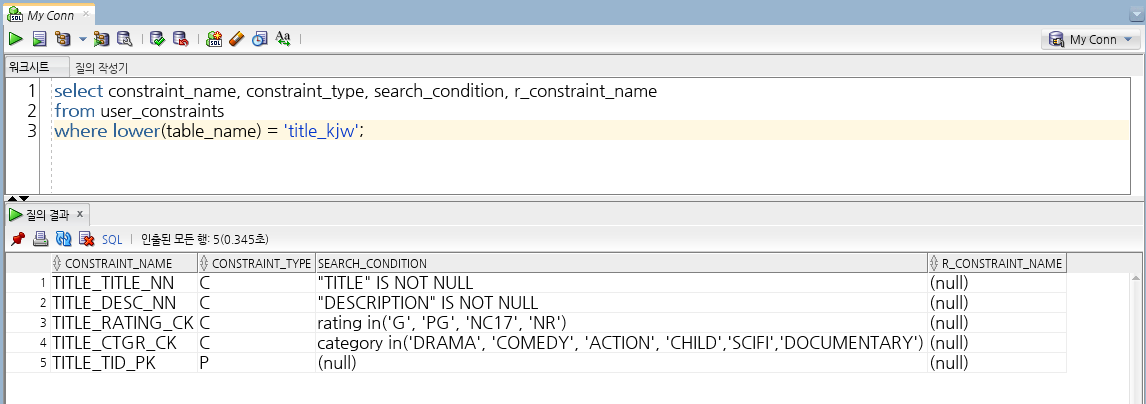 My Conn ×
SQL
My Conn
워크시트 질의 작성기
1 select constraint_name, constraint_type, search_condition, r_constraint_name
2 from user_constraints
3 where lower(table_name) = 'title_kjw';
질의 결과 ×
SQL | 인출된 모든 행: 5(0.345초)
CONSTRAINT_NAME CONSTRAINT_TYPE SEARCH_CONDITION R_CONSTRAINT_NAME
1 TITLE_TITLE_NN C "TITLE" IS NOT NULL (null)
2 TITLE_DESC_NN C "DESCRIPTION" IS NOT NULL (null)
3 TITLE_RATING_CK C rating in('G', 'PG', 'NC17', 'NR') (null)
4 TITLE_CTGR_CK C category in('DRAMA', 'COMEDY', 'ACTION', 'CHILD','SCIFI','DOCUMENTARY') (null)
5 TITLE_TID_PK P (null) (null)